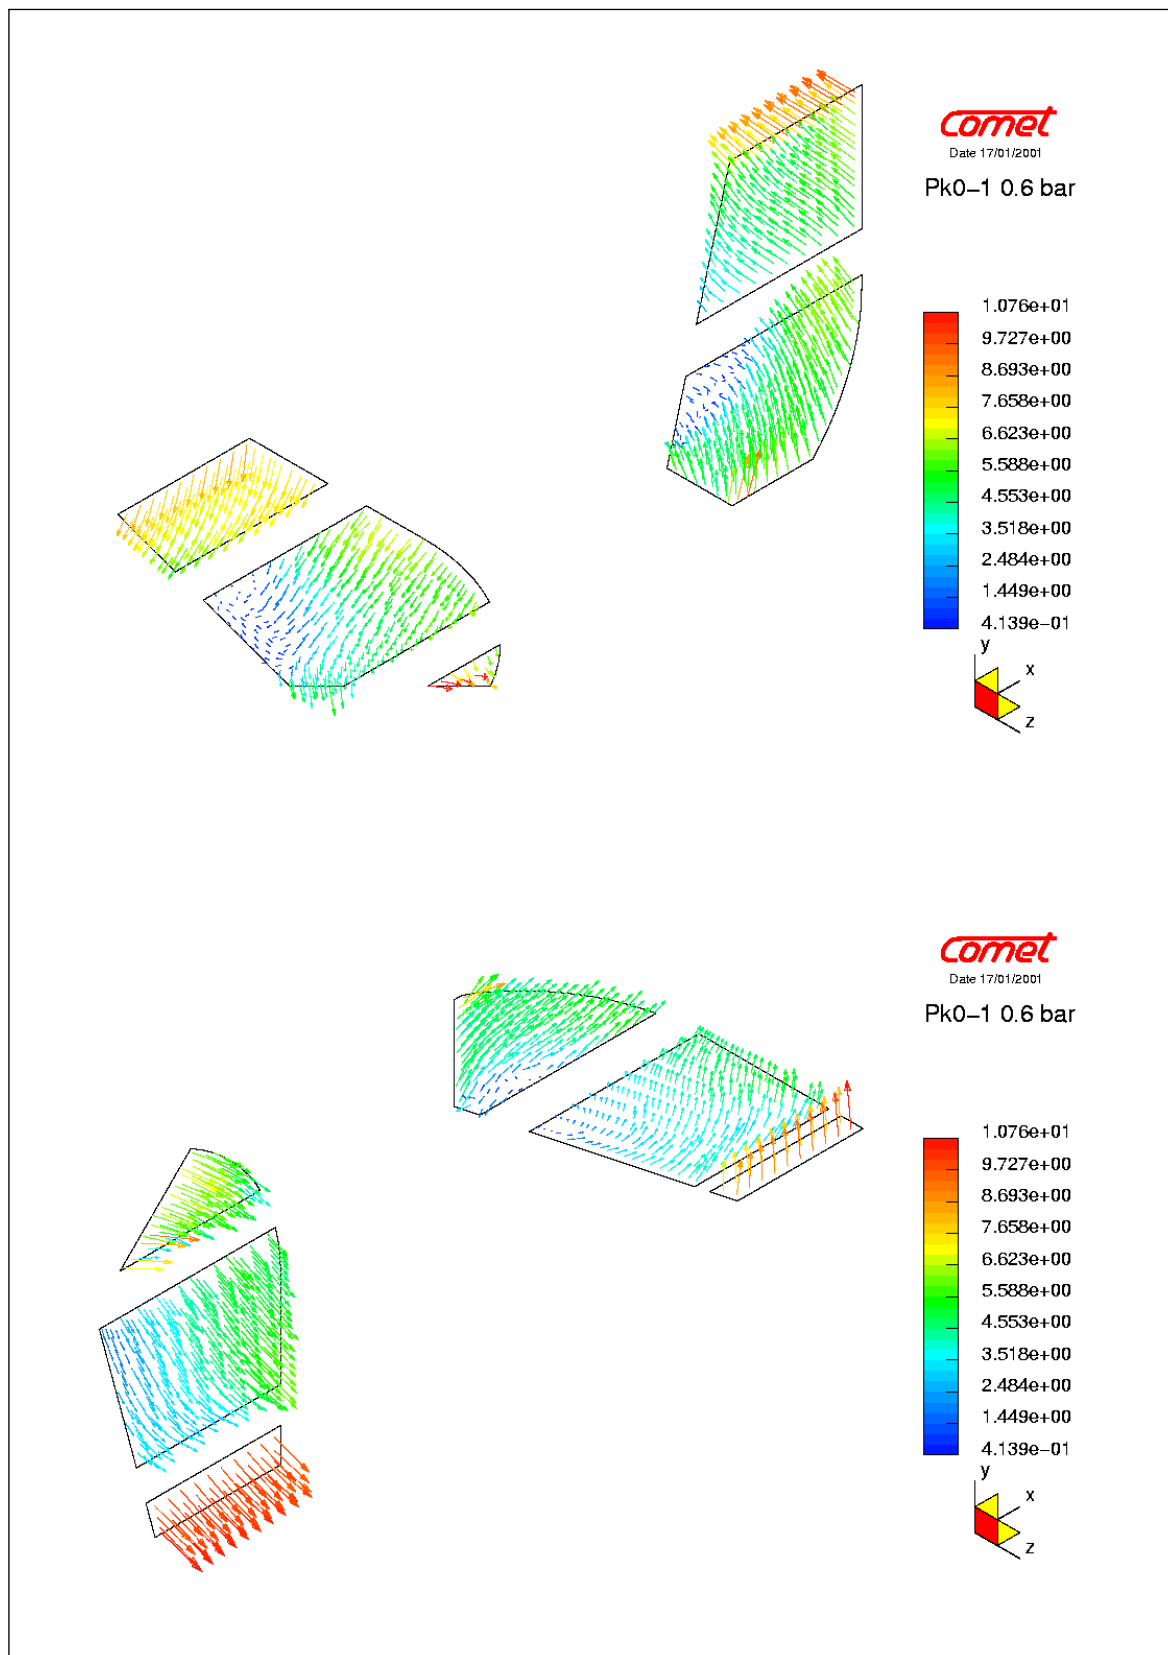 comet
Date 17/01/2001
Pk0-1 0.6 bar
1.076e+01
9.727e+00
8.693e+00
7.658e+00
6.623e+00
5.588e+00
4.553e+00
3.518e+00
2.484e+00
1.449e+00
4.139e-01
y
x
z
comet
Date 17/01/2001
Pk0-1 0.6 bar
1.076e+01
9.727e+00
8.693e+00
7.658e+00
6.623e+00
5.588e+00
4.553e+00
3.518e+00
2.484e+00
1.449e+00
4.139e-01
y
x
z